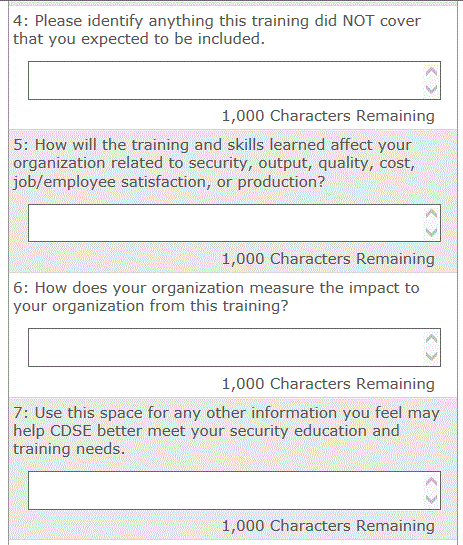 4: Please identify anything this training did NOT cover
that you expected to be included.
1,000 Characters Remaining
5: How will the training and skills learned affect your
organization related to security, output, quality, cost,
job/employee satisfaction, or production?
1,000 Characters Remaining
6: How does your organization measure the impact to
your organization from this training?
1,000 Characters Remaining
7: Use this space for any other information you feel may
help CDSE better meet your security education and
training needs.
1,000 Characters Remaining